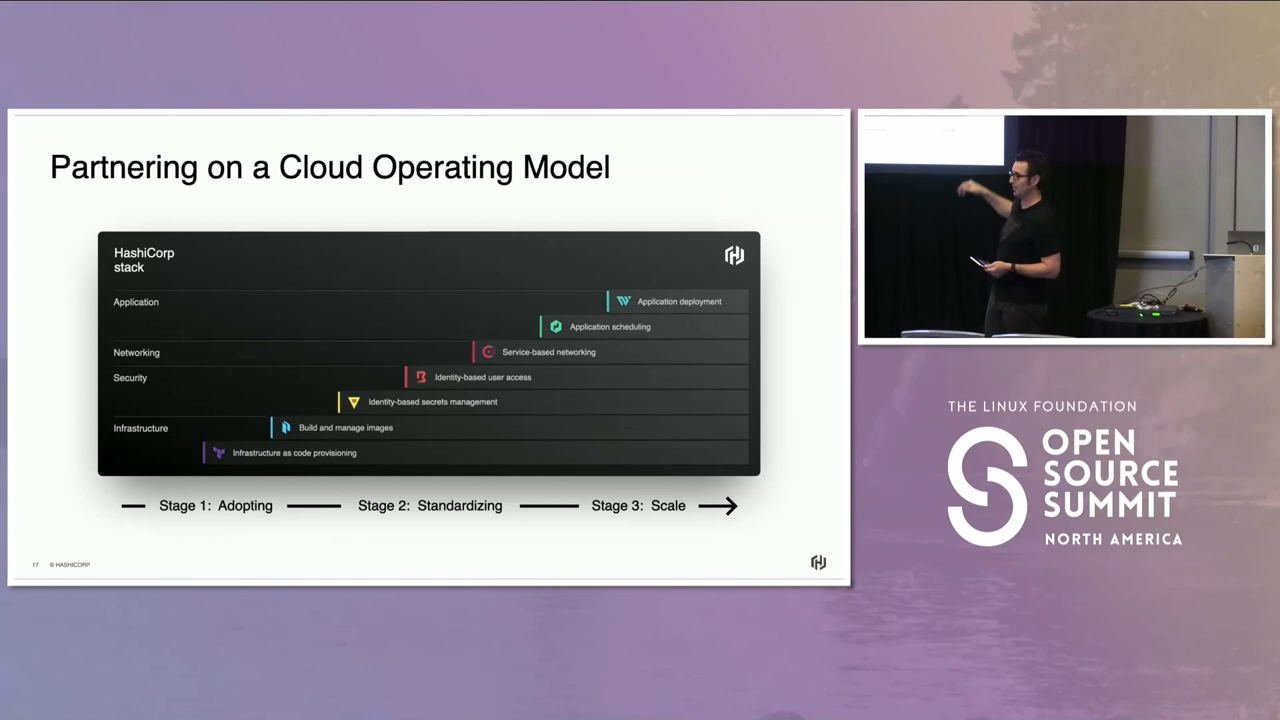 Partnering on a Cloud Operating Model
HashiCorp
stack
Application
Application deployment
Application scheduling
Networking
Service-based networking
Security
Identity-based user access
Identity-based secrets management
Infrastructure
Build and manage images
Infrastructure as code provisioning
Stage 1: Adopting
Stage 2: Standardizing
Stage 3: Scale
17 © HASHICORP
THE LINUX FOUNDATION
OPEN
SOURCE
SUMMIT
NORTH AMERICA